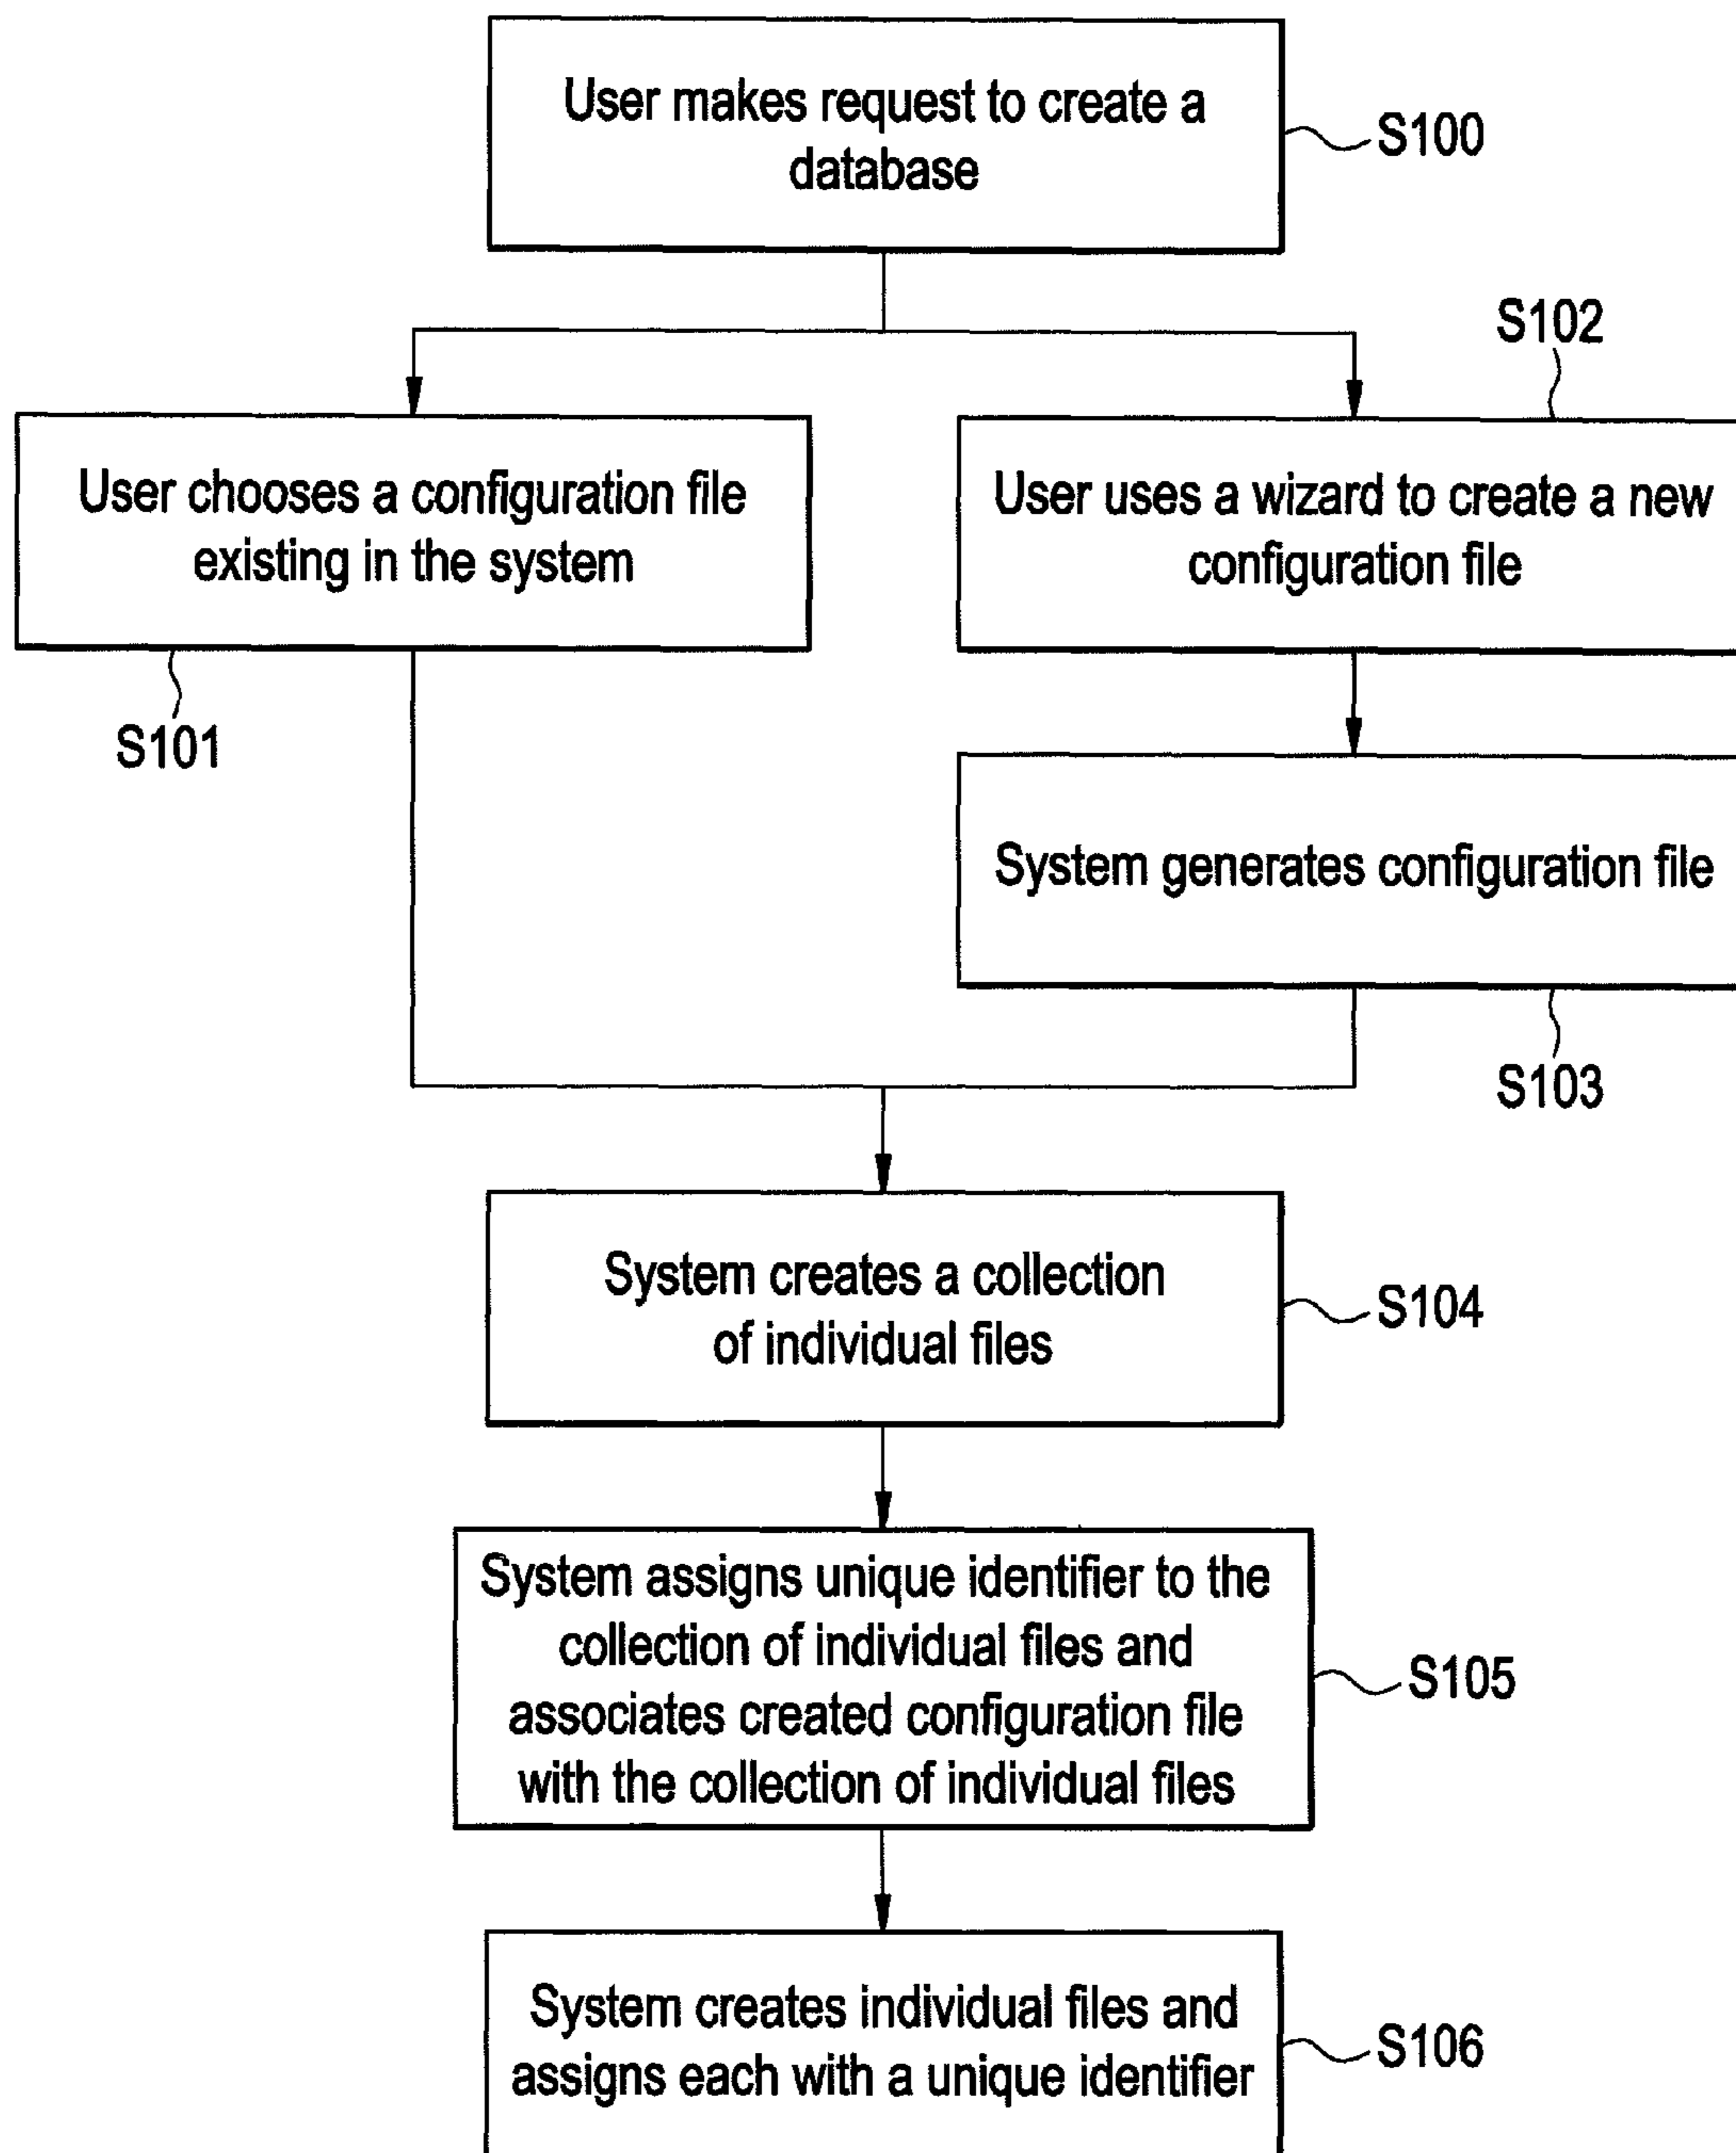 User makes request to create a
database
S100
S102
User chooses a configuration file
existing in the system
User uses a wizard to create a new
configuration file
S101
System generates configuration file
S103
System creates a collection
of individual files
S104
System assigns unique identifier to the
collection of individual files and
associates created configuration file
with the collection of individual files
S105
System creates individual files and
assigns each with a unique identifier
S106